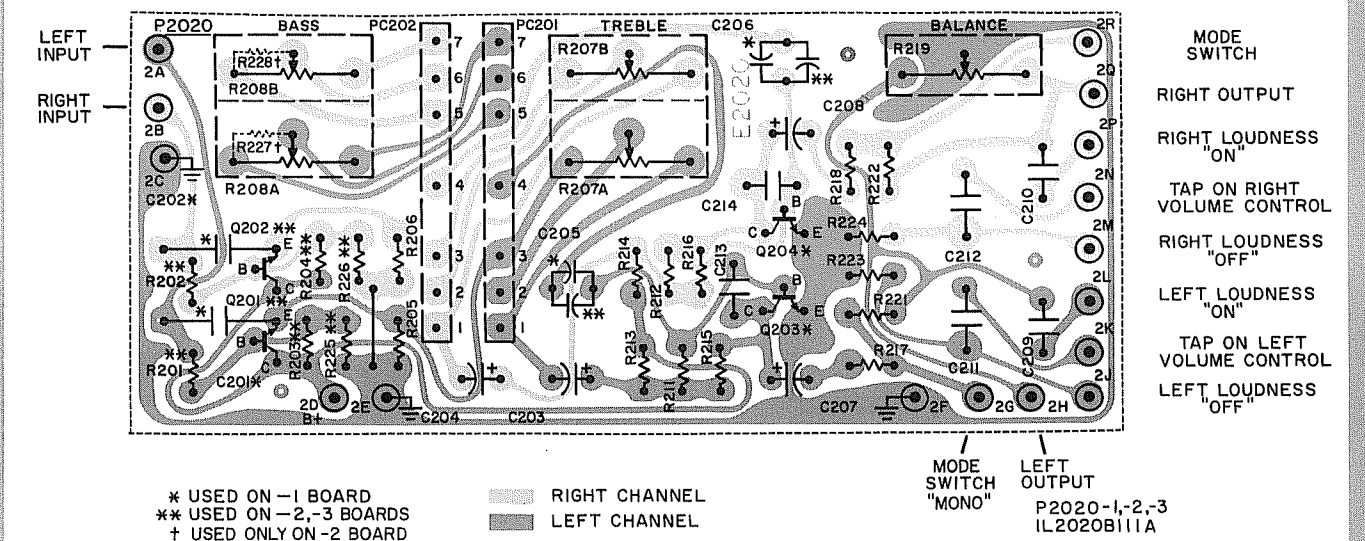 P2020
BASS
PC202
PC201
TREBLE
C206
BALANCE
2R
LEFT
INPUT
2A
R228†
R208B
7
7
R207B
*
**
R219
2Q
MODE
SWITCH
RIGHT
INPUT
2B
6
6
5
5
E2020
C208
2P
RIGHT OUTPUT
R227†
R208A
2C
C202*
4
4
R207A
C214
+
R218
R222
2N
RIGHT LOUDNESS
"ON"
C210
2M
TAP ON RIGHT
VOLUME CONTROL
Q202 **
*
E
B
C
R202
**
R204**
R226 **
R206
3
3
C205
*
**
R214
R212
R216
C213
B
C
E
Q204*
R224
R223
C212
2L
RIGHT LOUDNESS
"OFF"
Q201 **
*
E
B
C
R201
**
C201*
R203**
R225 **
R205
2
2
1
1
R213
R211
R215
B
C
E
Q203*
R221
R217
C211
C209
2K
LEFT LOUDNESS
"ON"
2J
TAP ON LEFT
VOLUME CONTROL
LEFT LOUDNESS
"OFF"
2D
B+
2E
C204
+
C203
+
+
C207
2F
2G
2H
MODE
SWITCH
"MONO"
LEFT
OUTPUT
* USED ON -1 BOARD
** USED ON -2,-3 BOARDS
† USED ONLY ON -2 BOARD
RIGHT CHANNEL
LEFT CHANNEL
P2020-1,-2,-3
IL2020B111A